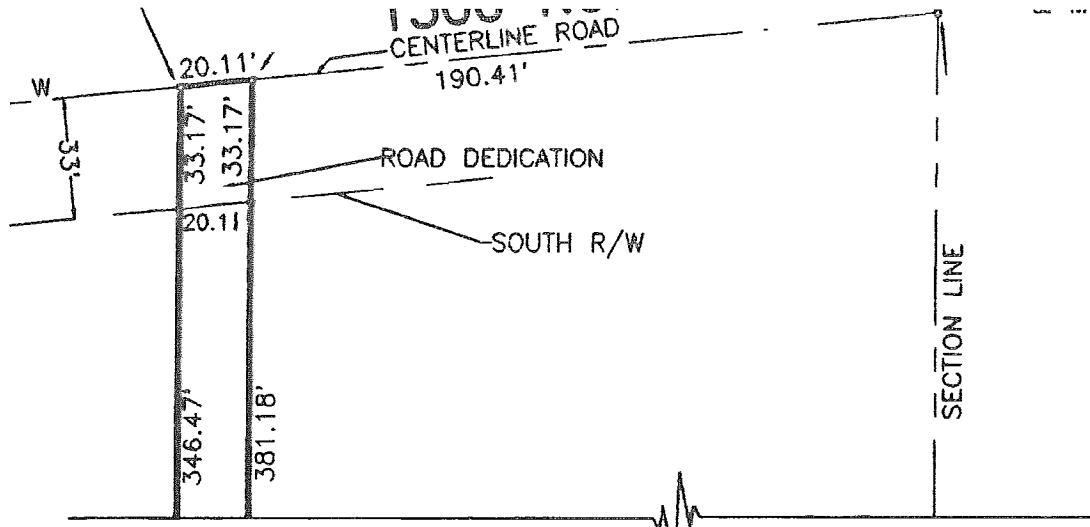 CENTERLINE ROAD
20.11'
190.41'
W
33'
33.17'
33.17'
ROAD DEDICATION
20.11
SOUTH R/W
SECTION LINE
346.47'
381.18'